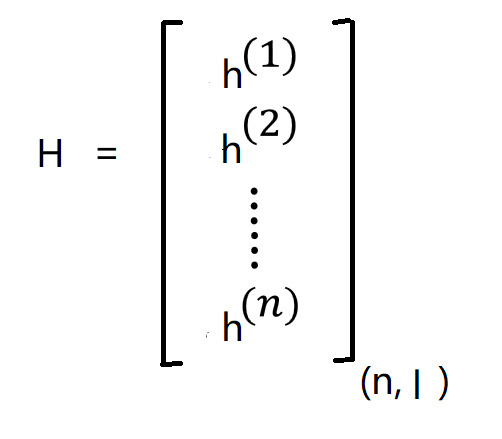 h^(1)
h^(2)
H =
⋮
h^(n)
(n, l )